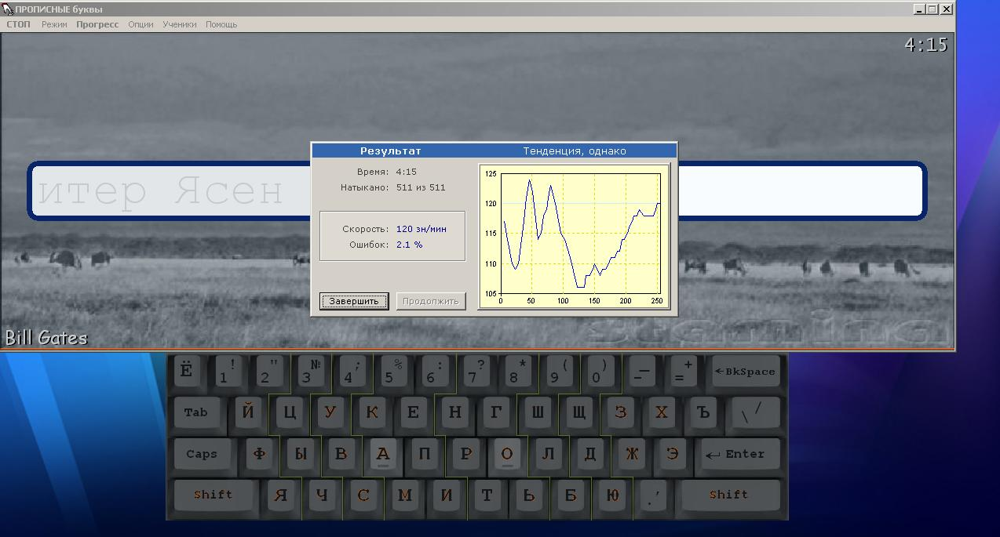 ПРОПИСНЫЕ буквы
СТОП Режим Прогресс Опции Ученики Помощь
4:15
Результат Тенденция, однако
Время: 4:15
Натыкано: 511 из 511
Скорость: 120 зн/мин
Ошибок: 2.1 %
Завершить Продолжить
125
120
115
110
105
0 50 100 150 200 250
итер Ясен
Bill Gates
stamina
Ё ! 1 " 2 № 3 ; 4 % 5 : 6 ? 7 * 8 ( 9 ) 0 _ - + = ←BkSpace
Tab Й Ц У К Е Н Г Ш Щ З Х Ъ \ /
Caps Ф Ы В А П Р О Л Д Ж Э ← Enter
Shift Я Ч С М И Т Ь Б Ю . , Shift